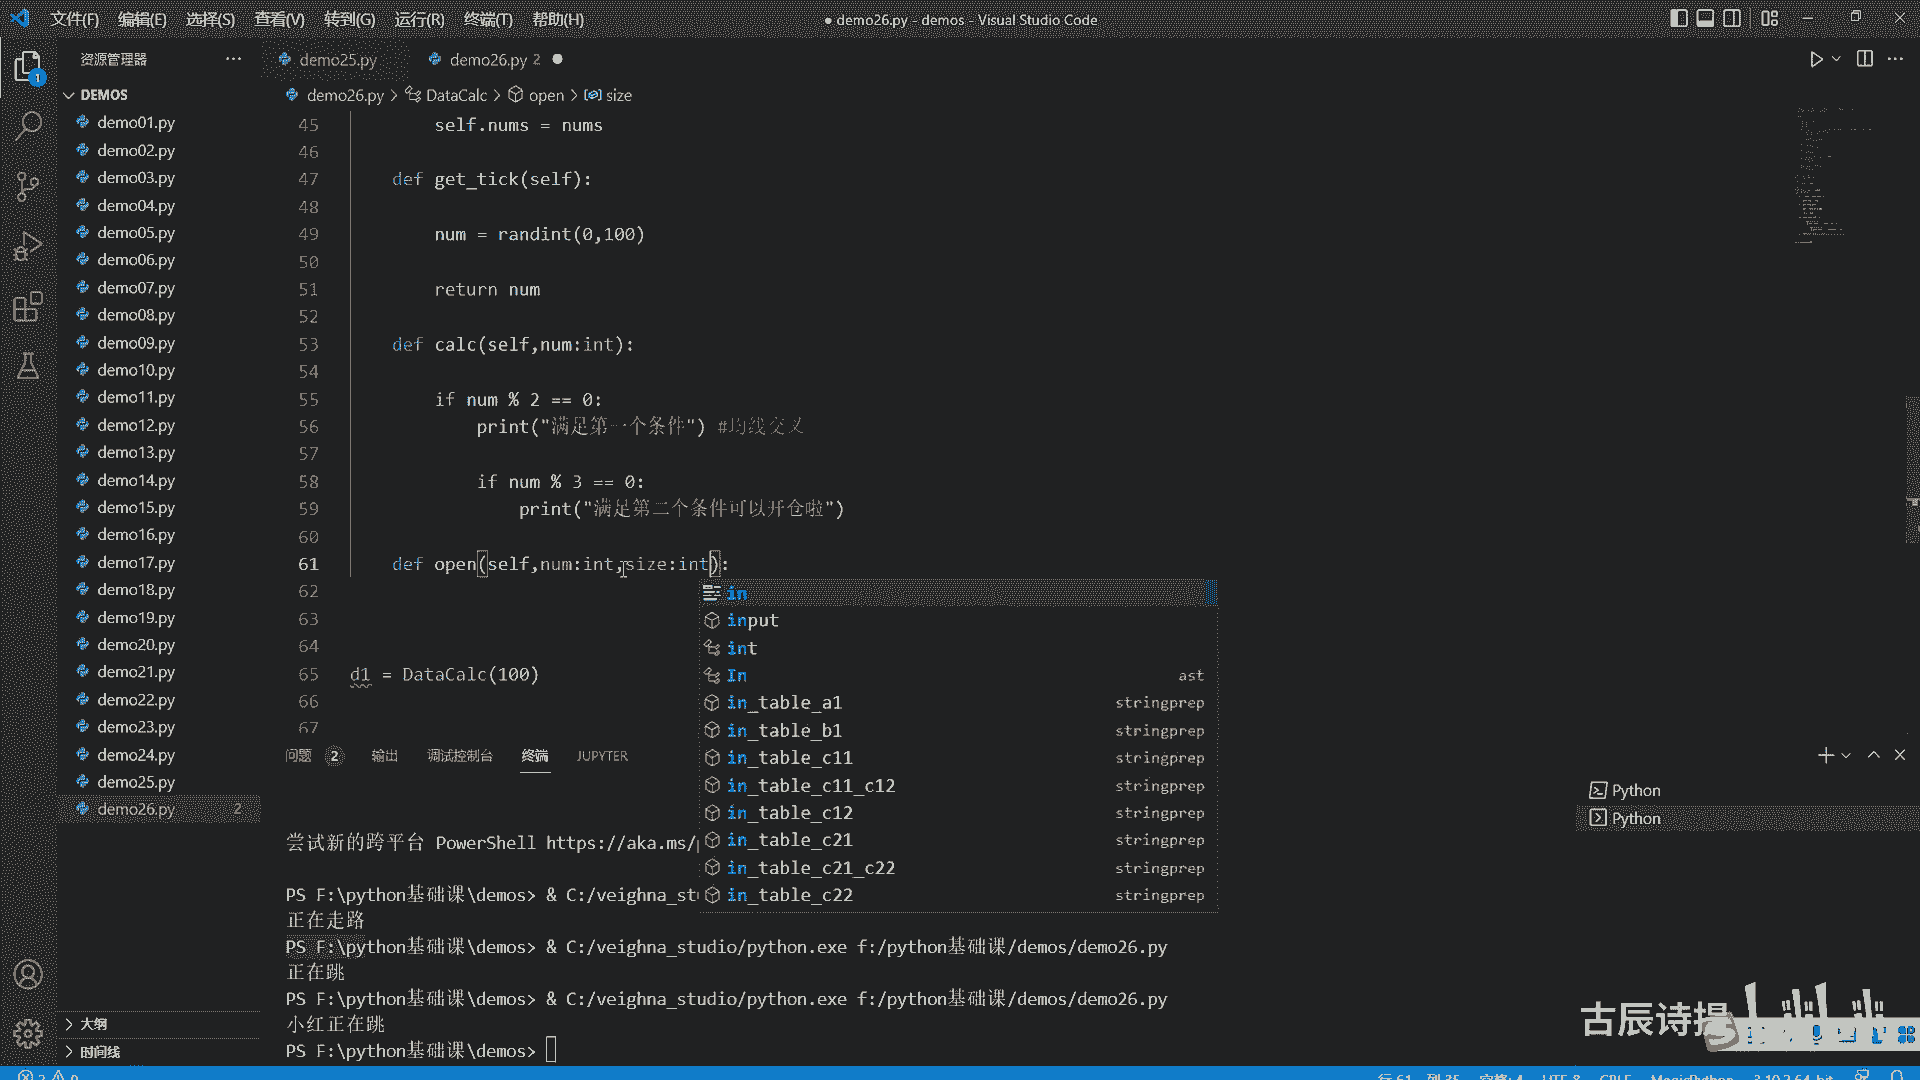 文件(F) 编辑(E) 选择(S) 查看(V) 转到(G) 运行(R) 终端(T) 帮助(H)
● demo26.py - demos - Visual Studio Code
资源管理器 ···
demo25.py
demo26.py 2 ●
DEMOS
demo26.py > DataCalc > open > size
demo01.py
demo02.py
demo03.py
demo04.py
demo05.py
demo06.py
demo07.py
demo08.py
demo09.py
demo10.py
demo11.py
demo12.py
demo13.py
demo14.py
demo15.py
demo16.py
demo17.py
demo18.py
demo19.py
demo20.py
demo21.py
demo22.py
demo23.py
demo24.py
demo25.py
demo26.py 2
大纲
时间线
45 self.nums = nums
46
47 def get_tick(self):
48
49 num = randint(0,100)
50
51 return num
52
53 def calc(self,num:int):
54
55 if num % 2 == 0:
56 print("满足第一个条件") #均线交叉
57
58 if num % 3 == 0:
59 print("满足第二个条件可以开仓啦")
60
61 def open(self,num:int,size:int):
62
63
64
65 d1 = DataCalc(100)
66
67
in
input
int
In ast
in_table_a1 stringprep
in_table_b1 stringprep
in_table_c11 stringprep
in_table_c11_c12 stringprep
in_table_c12 stringprep
in_table_c21 stringprep
in_table_c21_c22 stringprep
in_table_c22 stringprep
问题 2 输出 调试控制台 终端 JUPYTER
Python
Python
尝试新的跨平台 PowerShell https://aka.ms/
PS F:\python基础课\demos> & C:/veighna_st
正在走路
PS F:\python基础课\demos> & C:/veighna_studio/python.exe f:/python基础课/demos/demo26.py
正在跳
PS F:\python基础课\demos> & C:/veighna_studio/python.exe f:/python基础课/demos/demo26.py
小红正在跳
PS F:\python基础课\demos>
古辰诗提